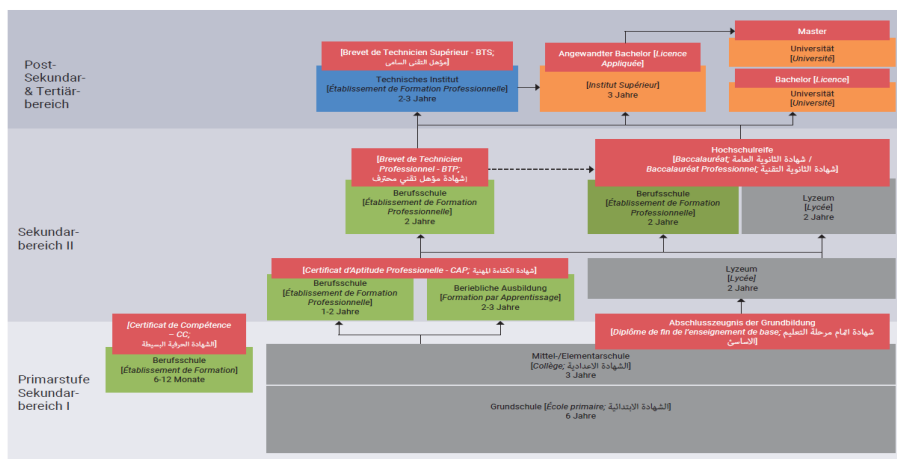 Post-
Sekundar-
& Tertiär-
bereich
[Brevet de Technicien Supérieur - BTS;
مؤهل التقني السامي]
Technisches Institut
[Établissement de Formation Professionnelle]
2-3 Jahre
Angewandter Bachelor [Licence
Appliquée]
[Institut Supérieur]
3 Jahre
Master
Universität
[Université]
Bachelor [Licence]
Universität
[Université]
Sekundar-
bereich II
[Brevet de Technicien
Professionnel - BTP;
شهادة مؤهل تقني محترف]
Berufsschule
[Établissement de Formation
Professionnelle]
2 Jahre
Hochschulreife
[Baccalauréat; شهادة الثانوية العامة /
Baccalauréat Professionnel; شهادة الثانوية التقنية]
Berufsschule
[Établissement de Formation
Professionnelle]
2 Jahre
Lyzeum
[Lycée]
2 Jahre
[Certificat d'Aptitude Professionelle - CAP; شهادة الكفاءة المهنية]
Berufsschule
[Établissement de Formation
Professionnelle]
1-2 Jahre
Beriebliche Ausbildung
[Formation par Apprentissage]
2-3 Jahre
Lyzeum
[Lycée]
2 Jahre
Primarstufe
Sekundar-
bereich I
[Certificat de Compétence
– CC;
الشهادة الحرفية البسيطة]
Berufsschule
[Établissement de Formation]
6-12 Monate
Abschlusszeugnis der Grundbildung
[Diplôme de fin de l'enseignement de base; شهادة اتمام مرحلة التعليم
الاساسئ]
Mittel-/Elementarschule
[Collège; الشهادة الاعدادية]
3 Jahre
Grundschule [École primaire; الشهادة الابتدائية]
6 Jahre